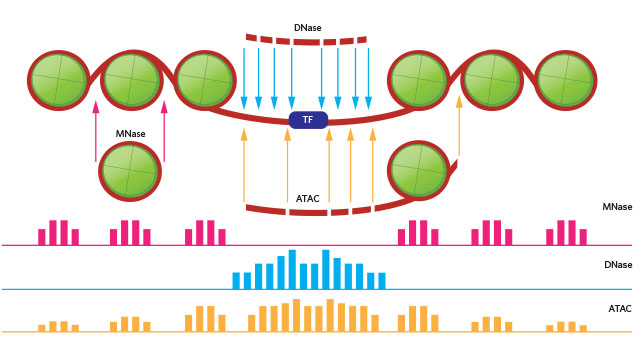 DNase
TF
MNase
ATAC
MNase
DNase
ATAC